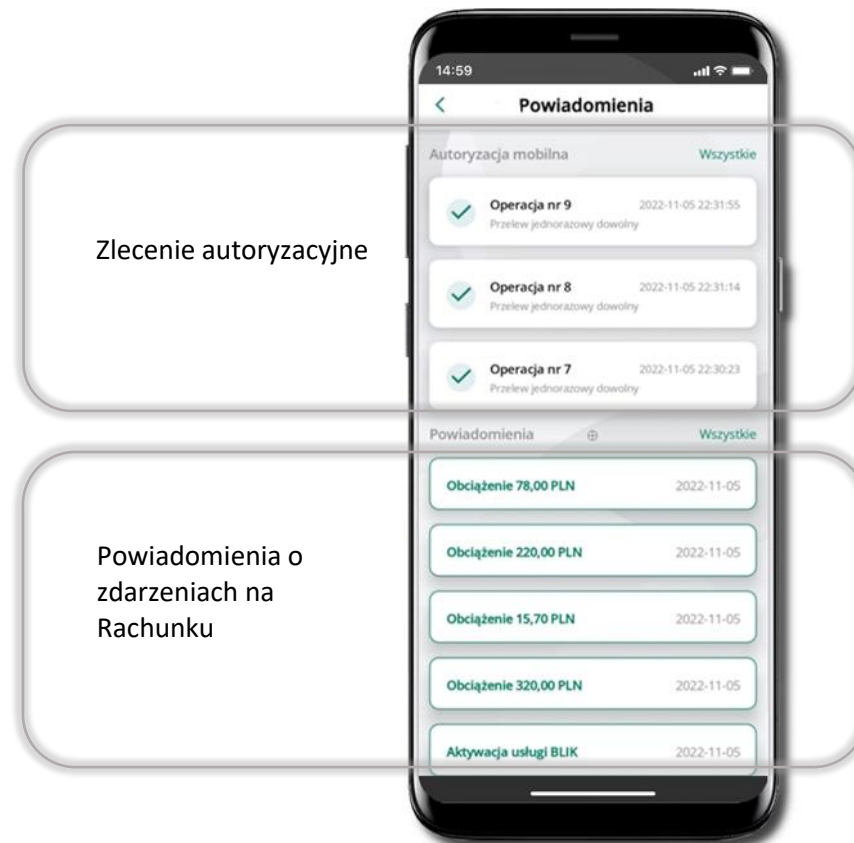 14:59
Powiadomienia
Autoryzacja mobilna Wszystkie
Operacja nr 9 2022-11-05 22:31:55
Przelew jednorazowy dowolny
Zlecenie autoryzacyjne
Operacja nr 8 2022-11-05 22:31:14
Przelew jednorazowy dowolny
Operacja nr 7 2022-11-05 22:30:23
Przelew jednorazowy dowolny
Powiadomienia Wszystkie
Obciążenie 78,00 PLN 2022-11-05
Powiadomienia o
zdarzeniach na
Rachunku
Obciążenie 220,00 PLN 2022-11-05
Obciążenie 15,70 PLN 2022-11-05
Obciążenie 320,00 PLN 2022-11-05
Aktywacja usługi BLIK 2022-11-05